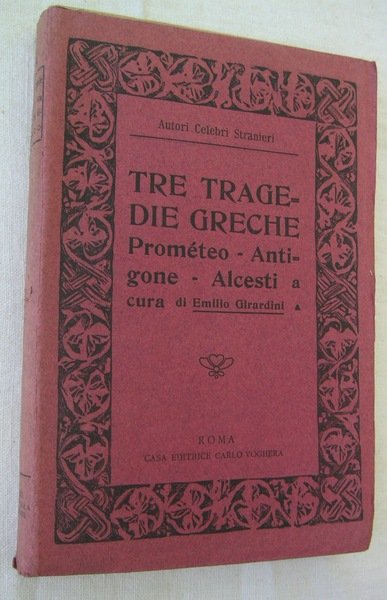 Autori Celebri Stranieri
TRE TRAGE-
DIE GRECHE
Prométeo - Anti-
gone - Alcesti a
cura di Emilio Girardini
ROMA
CASA EDITRICE CARLO VOGHERA